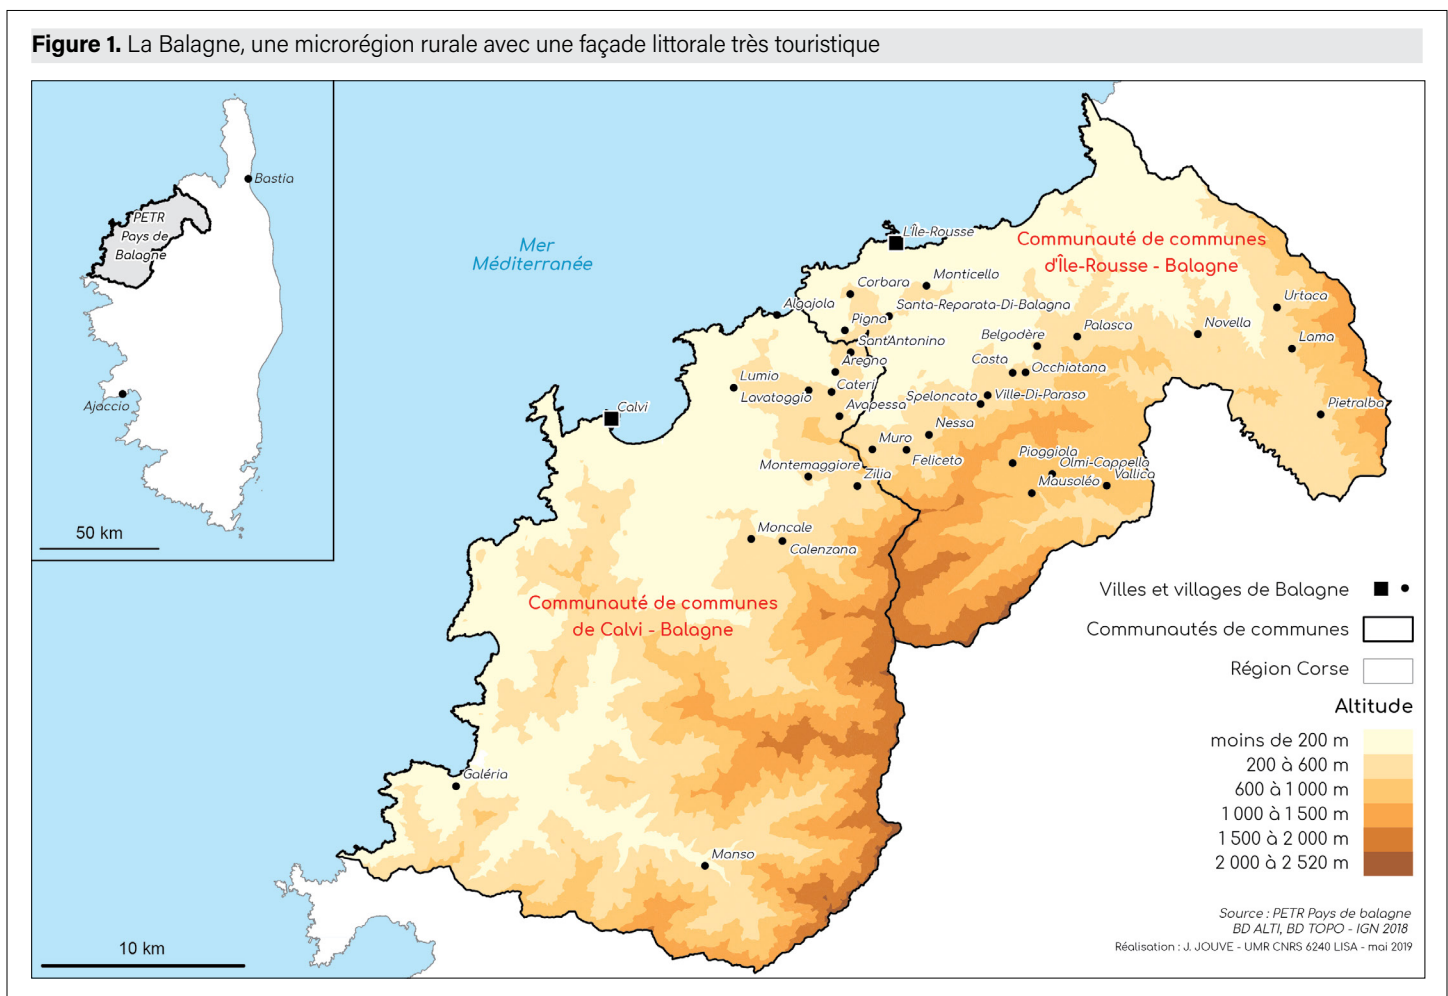 Figure 1. La Balagne, une microrégion rurale avec une façade littorale très touristique
Bastia
PETR
Pays de
Balagne
Ajaccio
50 km
Mer
Méditerranée
L'Île-Rousse
Communauté de communes
d'Île-Rousse - Balagne
Monticello
Corbara
Urtaca
Algajola
Santa-Reparata-Di-Balagna
Pigna
Palasca
Novella
Belgodère
Lama
Sant'Antonino
Aregno
Costa
Occhiatana
Lumio
Cateri
Lavatoggio
Speloncato
Ville-Di-Paraso
Avapessa
Pietralba
Calvi
Nessa
Muro
Feliceto
Pioggiola
Olmi-Cappella
Montemaggiore
Zilia
Vallica
Mausoléo
Moncale
Calenzana
Communauté de communes
de Calvi - Balagne
Galéria
Manso
10 km
Villes et villages de Balagne
Communautés de communes
Région Corse
Altitude
moins de 200 m
200 à 600 m
600 à 1 000 m
1 000 à 1 500 m
1 500 à 2 000 m
2 000 à 2 520 m
Source : PETR Pays de balagne
BD ALTI, BD TOPO - IGN 2018
Réalisation : J. JOUVE - UMR CNRS 6240 LISA - mai 2019